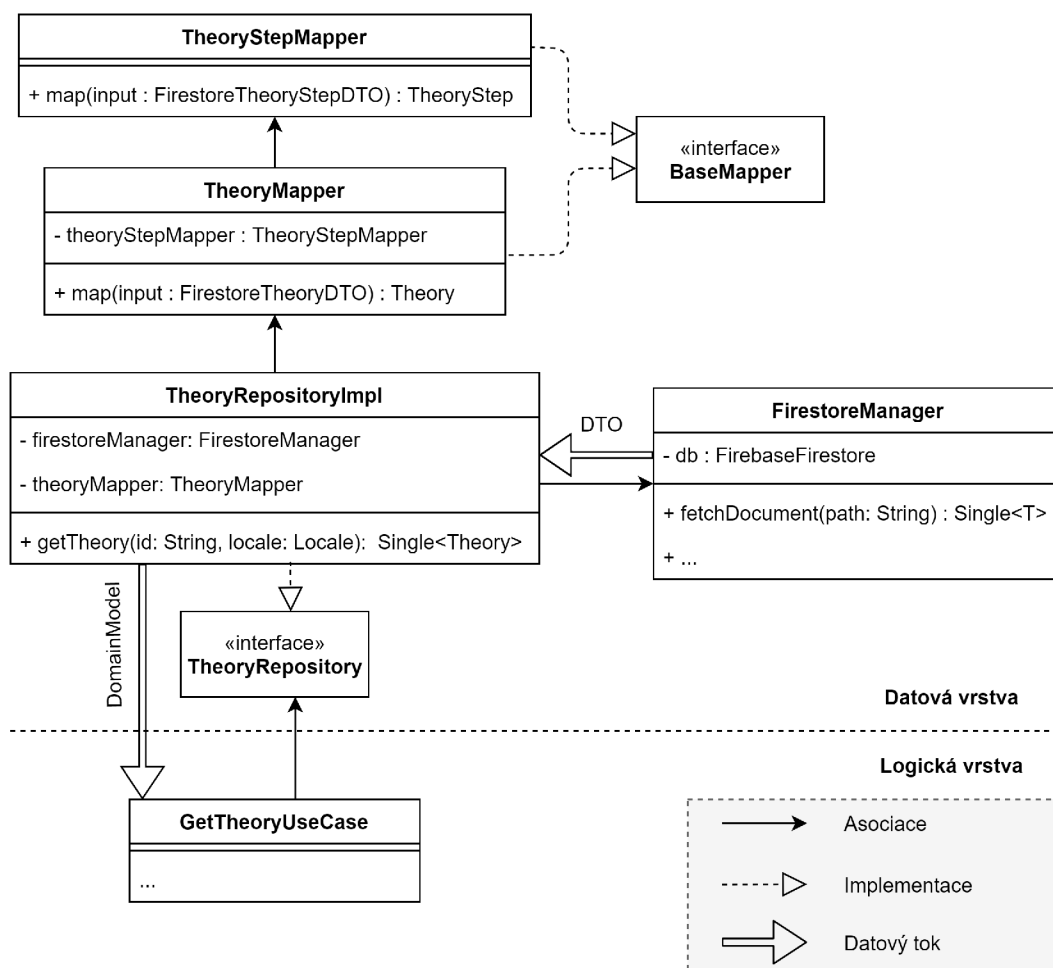 TheoryStepMapper
+ map(input : FirestoreTheoryStepDTO) : TheoryStep
«interface»
BaseMapper
TheoryMapper
- theoryStepMapper : TheoryStepMapper
+ map(input : FirestoreTheoryDTO) : Theory
TheoryRepositoryImpl
- firestoreManager: FirestoreManager
- theoryMapper: TheoryMapper
+ getTheory(id: String, locale: Locale): Single<Theory>
DTO
FirestoreManager
- db : FirebaseFirestore
+ fetchDocument(path: String) : Single<T>
+ ...
DomainModel
«interface»
TheoryRepository
Datová vrstva
Logická vrstva
GetTheoryUseCase
...
Asociace
Implementace
Datový tok